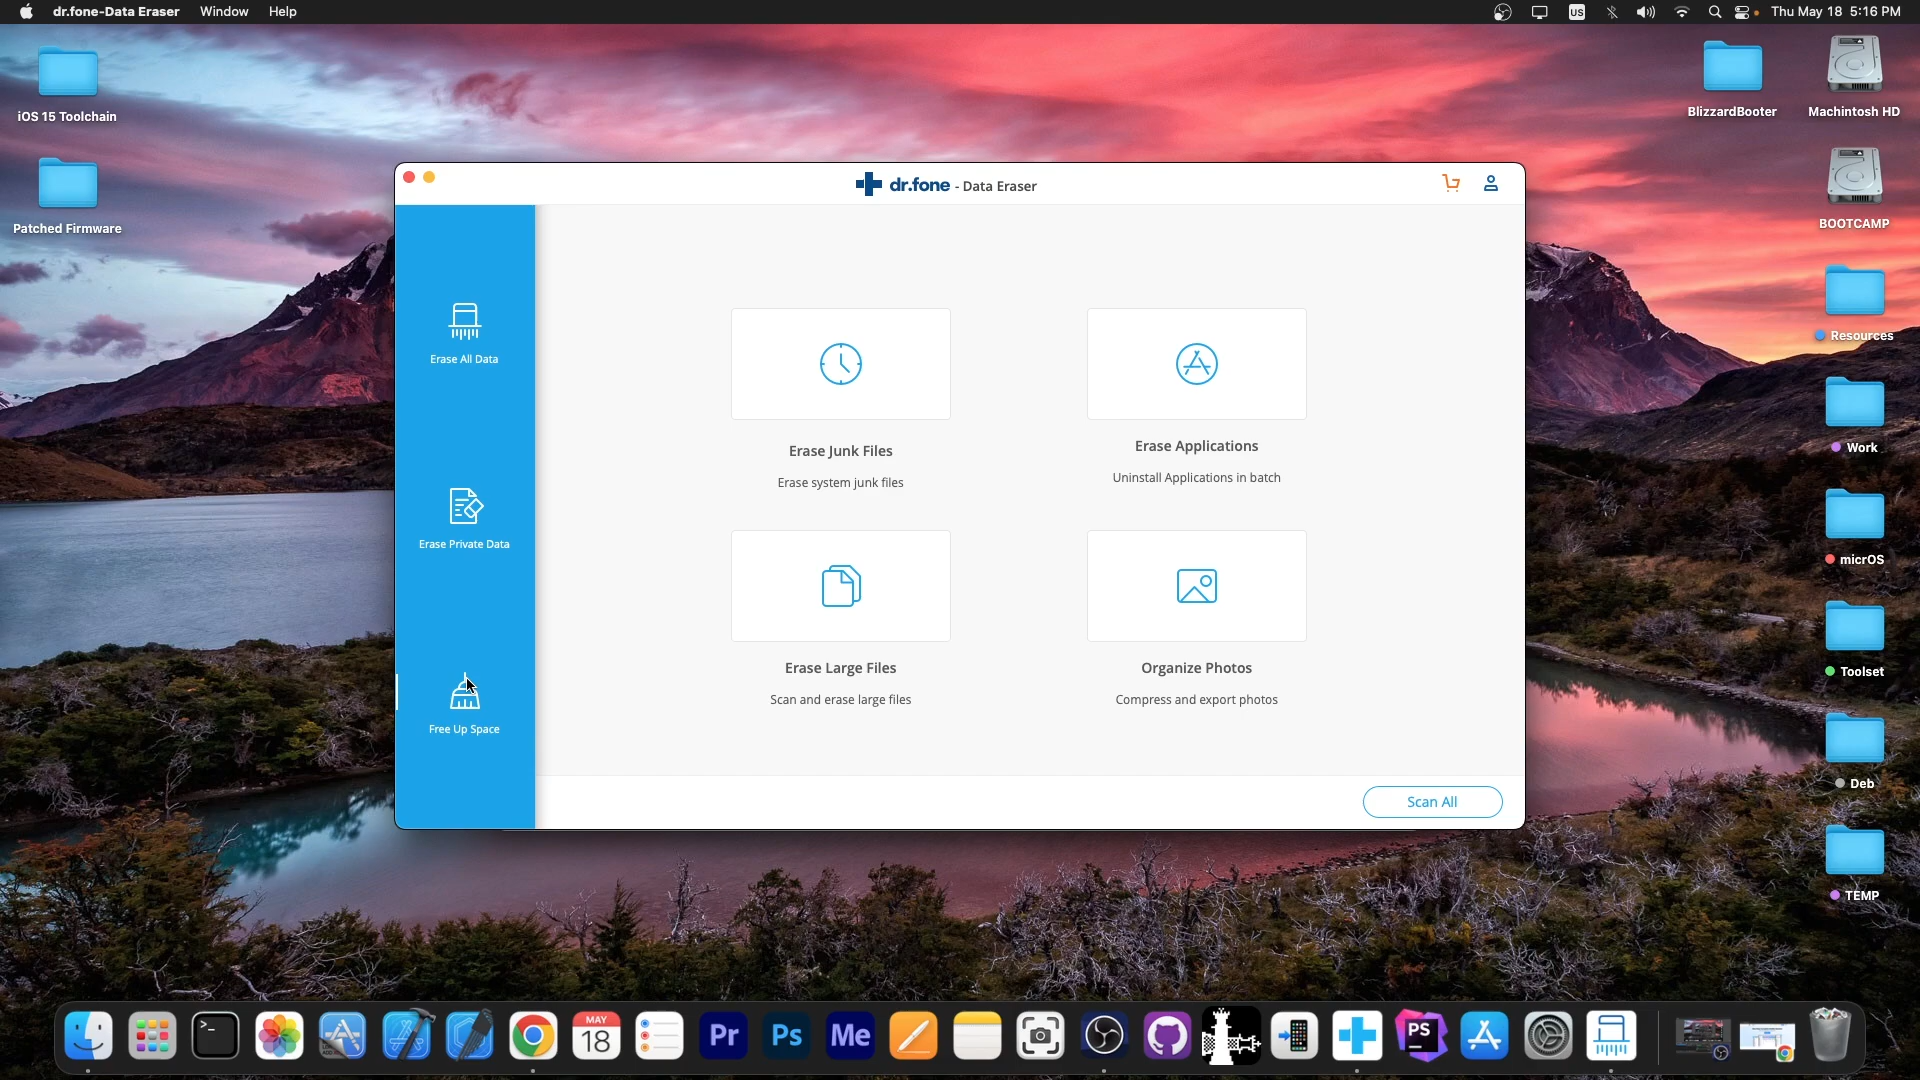 dr.fone-Data Eraser Window Help
US Thu May 18 5:16 PM
iOS 15 Toolchain
Patched Firmware
BlizzardBooter
Machintosh HD
BOOTCAMP
Resources
Work
micrOS
Toolset
Deb
TEMP
dr.fone - Data Eraser
Erase All Data
Erase Private Data
Free Up Space
Erase Junk Files
Erase system junk files
Erase Applications
Uninstall Applications in batch
Erase Large Files
Scan and erase large files
Organize Photos
Compress and export photos
Scan All
>_
MAY
18
Pr
Ps
Me
PS